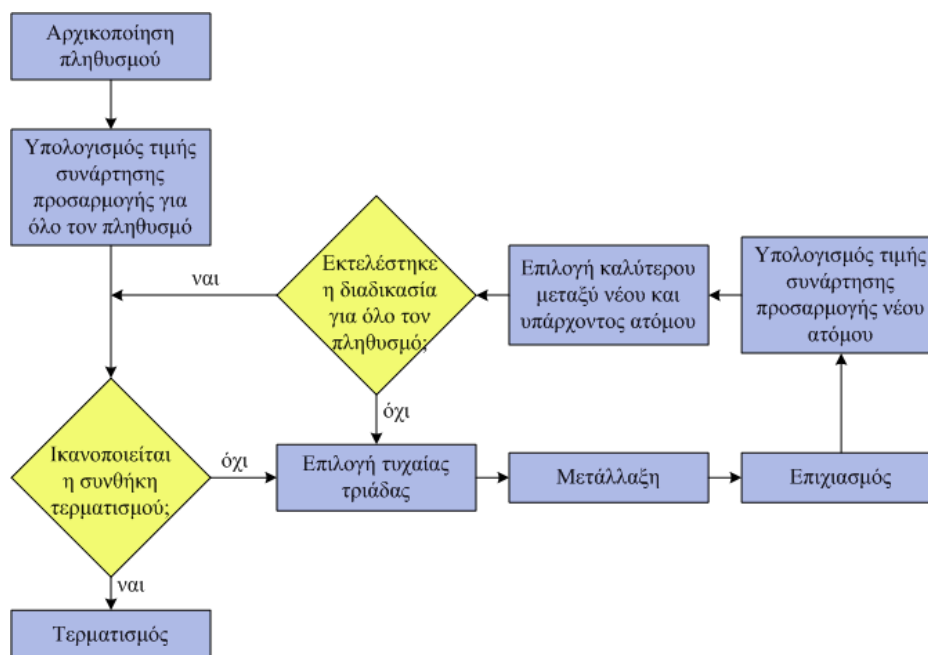 Αρχικοποίηση
πληθυσμού
Υπολογισμός τιμής
συνάρτησης
προσαρμογής για
όλο τον πληθυσμό
ναι
Εκτελέστηκε
η διαδικασία
για όλο τον
πληθυσμό;
Επιλογή καλύτερου
μεταξύ νέου και
υπάρχοντος ατόμου
Υπολογισμός τιμής
συνάρτησης
προσαρμογής νέου
ατόμου
όχι
Ικανοποιείται
η συνθήκη
τερματισμού;
όχι
Επιλογή τυχαίας
τριάδας
Μετάλλαξη
Επιχιασμός
ναι
Τερματισμός